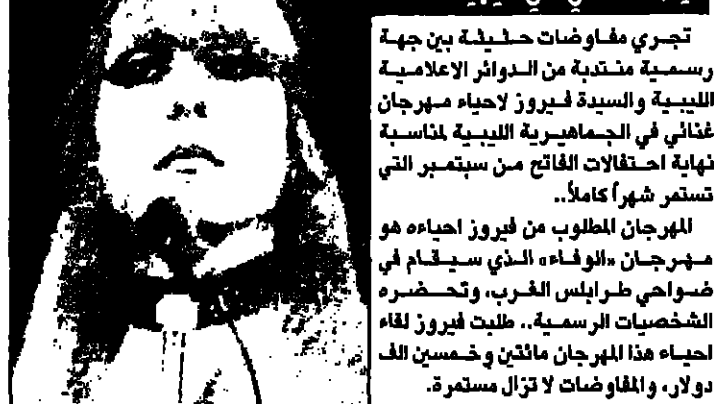 تجري مفاوضات حثيثة بين جهة
رسمية منتدبة من الدوائر الاعلامية
الليبية والسيدة فيروز لاحياء مهرجان
غنائي في الجماهيرية الليبية لمناسبة
نهاية احتفالات الفاتح من سبتمبر التي
تستمر شهراً كاملاً..
المهرجان المطلوب من فيروز احياءه هو
مهرجان «الوفاء» الذي سيقام في
ضواحي طرابلس الغرب، وتحضره
الشخصيات الرسمية.. طلبت فيروز لقاء
احياء هذا المهرجان مائتين وخمسين الف
دولار، والمفاوضات لا تزال مستمرة.